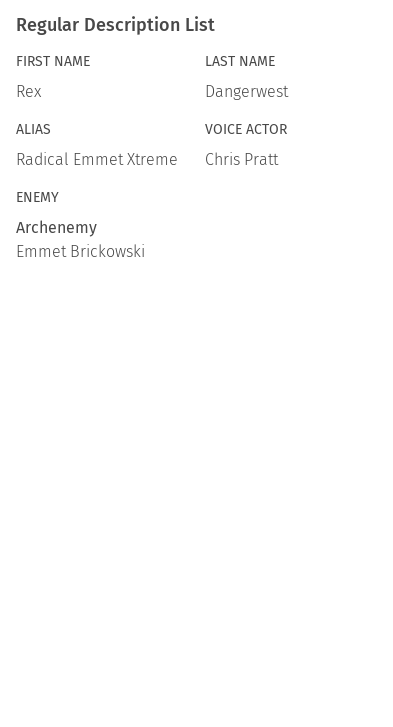 Regular Description List
FIRST NAME
LAST NAME
Rex
Dangerwest
ALIAS
VOICE ACTOR
Radical Emmet Xtreme
Chris Pratt
ENEMY
Archenemy
Emmet Brickowski